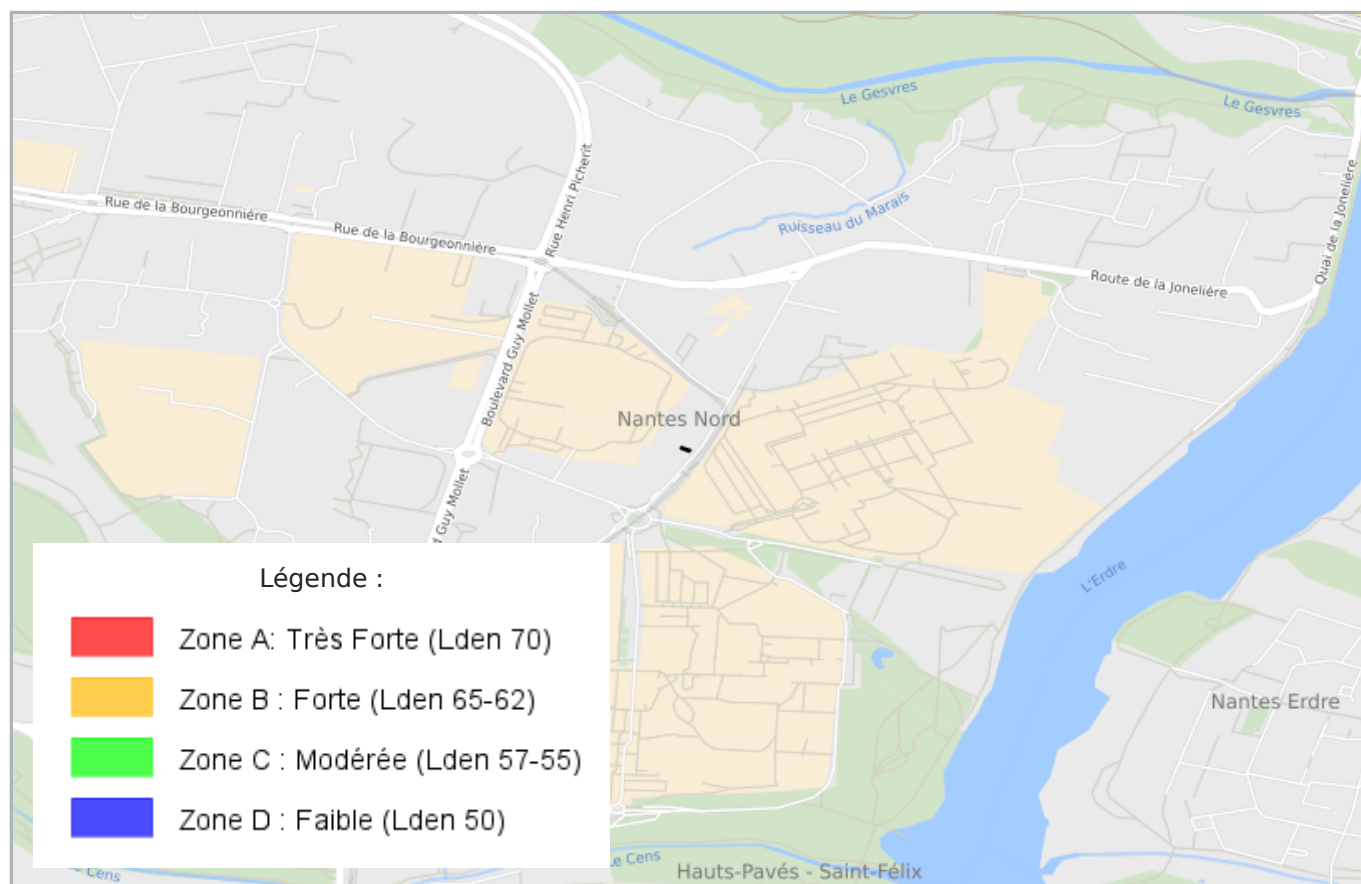 Le Gesvres
Le Gesvres
Rue Henri Picherit
Quai de la Jonelière
Rue de la Bourgeonnière
Ruisseau du Marais
Rue de la Bourgeonnière
Route de la Jonelière
Boulevard Guy Mollet
Nantes Nord
d Guy Mollet
L'Erdre
Légende :
Zone A: Très Forte (Lden 70)
Zone B : Forte (Lden 65-62)
Nantes Erdre
Zone C : Modérée (Lden 57-55)
Zone D : Faible (Lden 50)
Le Cens
e Cens
Hauts-Pavés - Saint-Félix